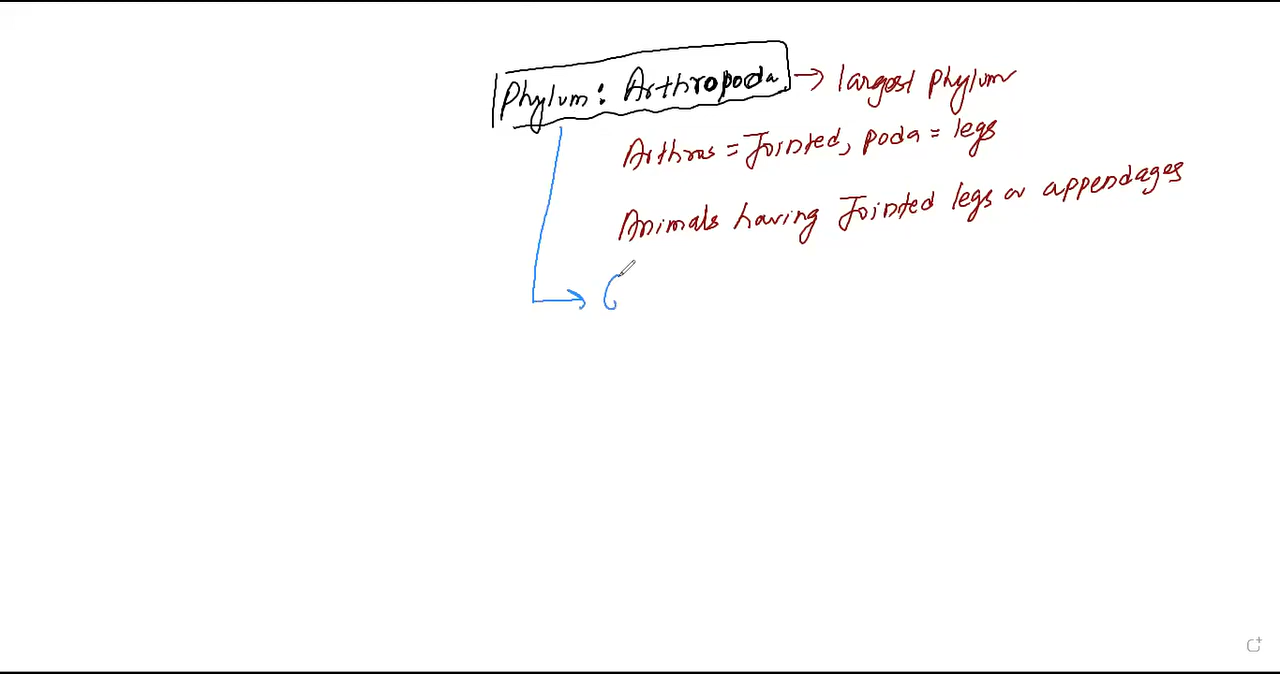 Phylum: Arthropoda → largest Phylum
Arthros = Jointed, poda = legs
Animals having Jointed legs or appendages